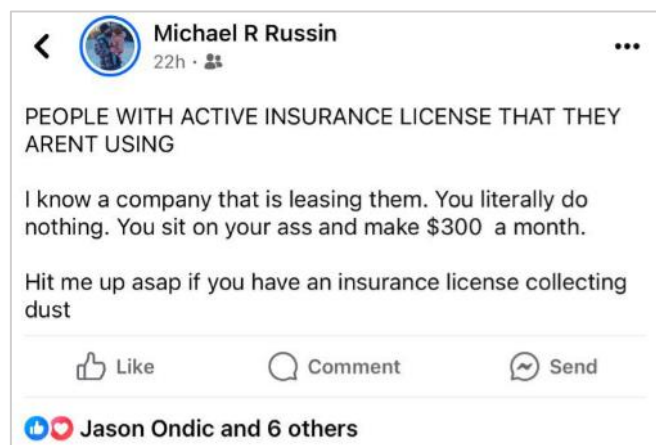 Michael R Russin
22h ·
PEOPLE WITH ACTIVE INSURANCE LICENSE THAT THEY
ARENT USING
I know a company that is leasing them. You literally do
nothing. You sit on your ass and make $300 a month.
Hit me up asap if you have an insurance license collecting
dust
Like Comment Send
Jason Ondic and 6 others